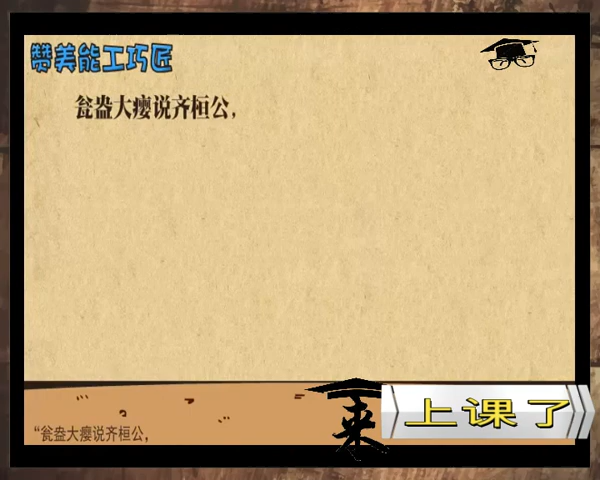 赞美能工巧匠
瓮盎大瘿说齐桓公，
“瓮盎大瘿说齐桓公，
来
上课了